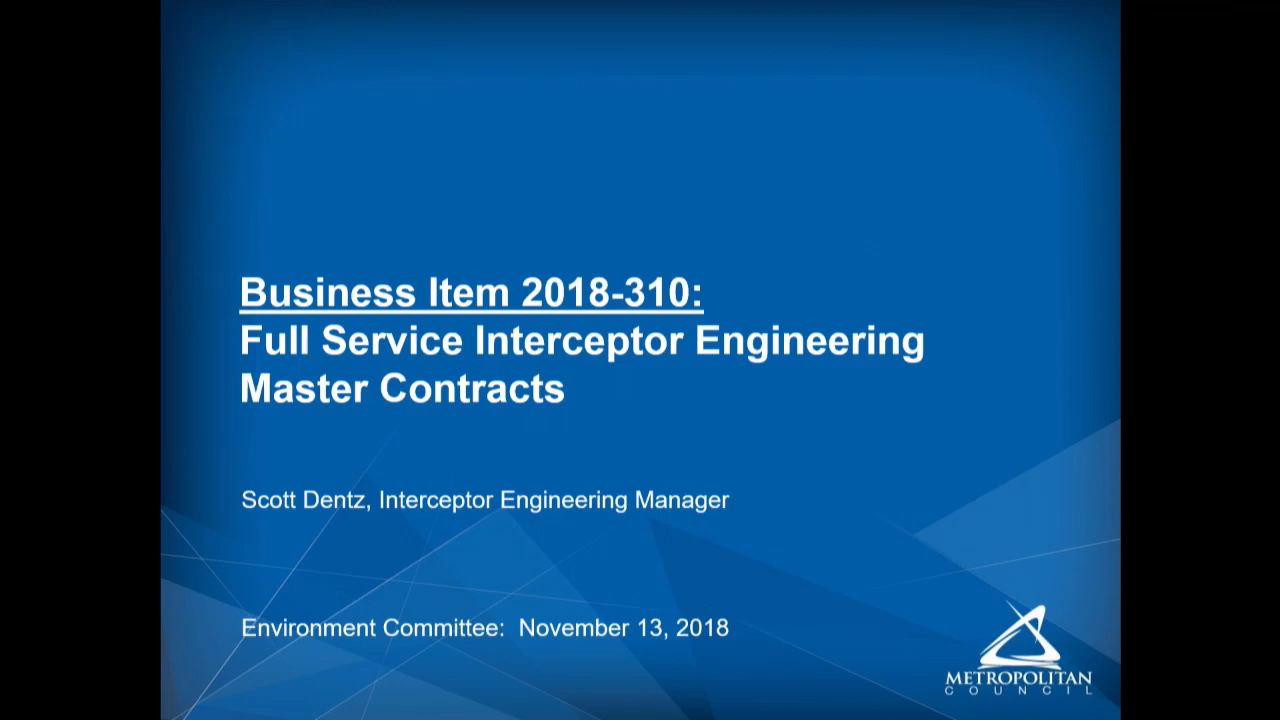 Business Item 2018-310:
Full Service Interceptor Engineering
Master Contracts
Scott Dentz, Interceptor Engineering Manager
Environment Committee:  November 13, 2018
METROPOLITAN
COUNCIL